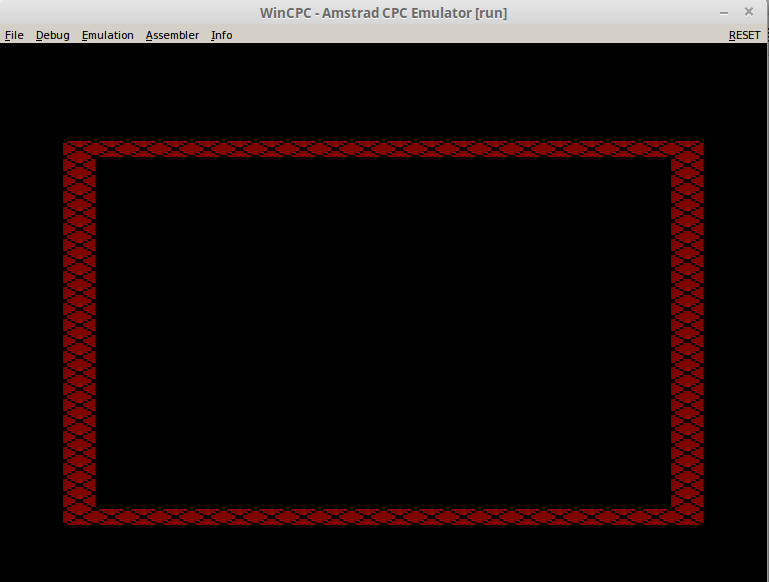 WinCPC - Amstrad CPC Emulator [run]
File Debug Emulation Assembler Info RESET